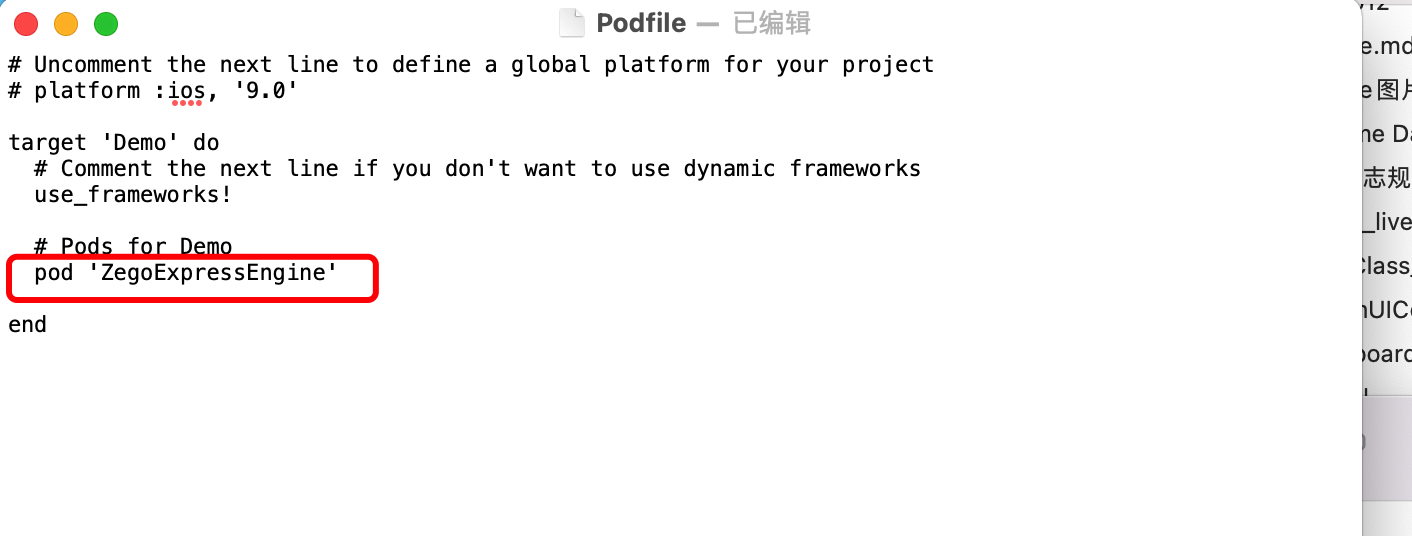 Podfile — 已编辑
# Uncomment the next line to define a global platform for your project
# platform :ios, '9.0'
target 'Demo' do
# Comment the next line if you don't want to use dynamic frameworks
use_frameworks!
# Pods for Demo
pod 'ZegoExpressEngine'
end
e.md
e图片
ne Da
志规
_live
Class_
nUICo
board